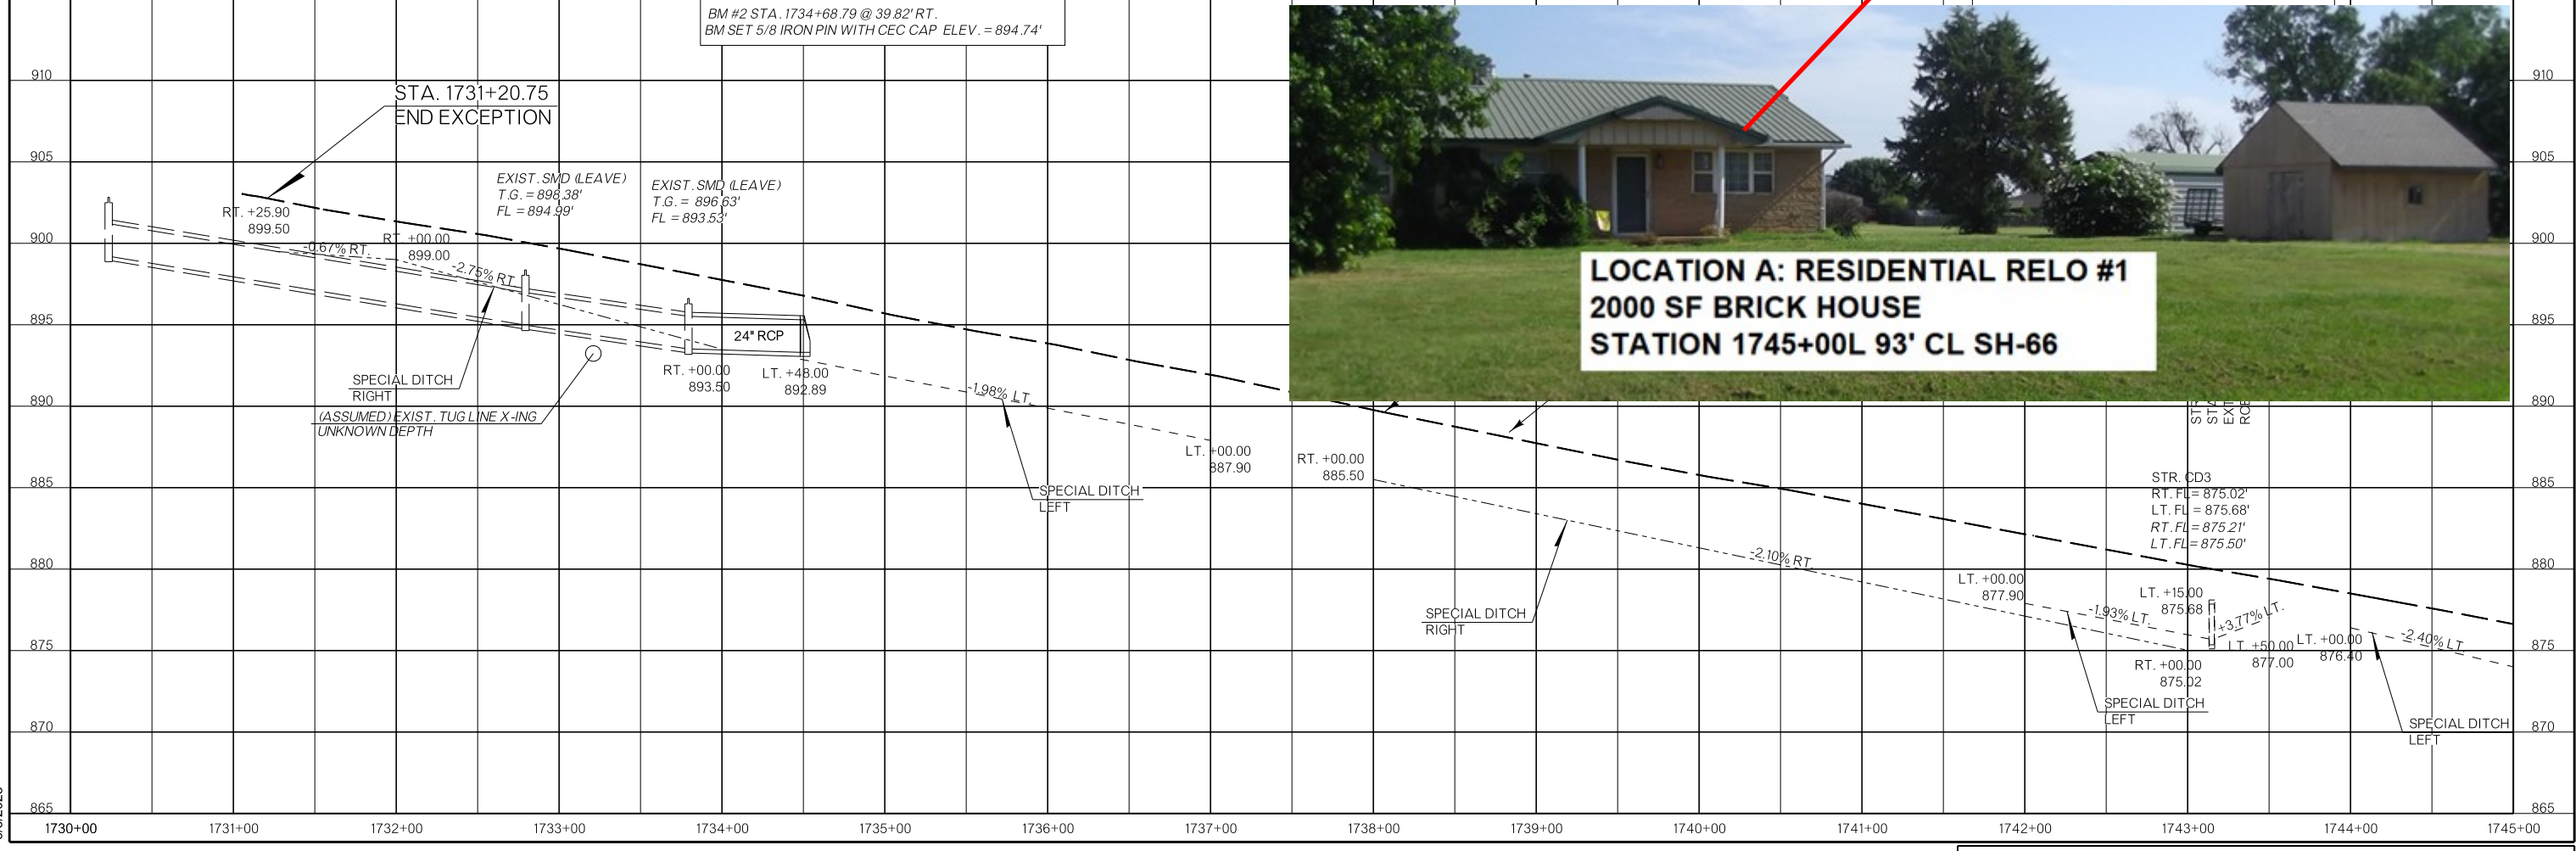 BM #2 STA. 1734+68.79 @ 39.82' RT.
BM SET 5/8 IRON PIN WITH CEC CAP ELEV. = 894.74'
910
910
STA. 1731+20.75
END EXCEPTION
905
905
EXIST. SMD (LEAVE)
T.G. = 898.38'
FL = 894.99'
EXIST. SMD (LEAVE)
T.G. = 896.63'
FL = 893.53'
RT. +25.90
899.50
900
900
-0.67% RT.
RT. +00.00
899.00
-2.75% RT.
LOCATION A: RESIDENTIAL RELO #1
2000 SF BRICK HOUSE
STATION 1745+00L 93' CL SH-66
895
895
24" RCP
SPECIAL DITCH
RIGHT
RT. +00.00
893.50
LT. +48.00
892.89
(ASSUMED) EXIST. TUG LINE X-ING
UNKNOWN DEPTH
890
890
-1.98% LT.
LT. +00.00
887.90
RT. +00.00
885.50
885
885
SPECIAL DITCH
LEFT
STR. CD3
RT. FL= 875.02'
LT. FL = 875.68'
RT. FL= 875.21'
LT. FL= 875.50'
880
880
-2.10% RT.
LT. +00.00
877.90
SPECIAL DITCH
RIGHT
-1.93% LT.
LT. +15.00
875.68
+3.77% LT.
LT. +50.00
877.00
LT. +00.00
876.40
-2.40% LT.
875
875
RT. +00.00
875.02
SPECIAL DITCH
LEFT
SPECIAL DITCH
LEFT
870
870
865
865
1730+00 1731+00 1732+00 1733+00 1734+00 1735+00 1736+00 1737+00 1738+00 1739+00 1740+00 1741+00 1742+00 1743+00 1744+00 1745+00